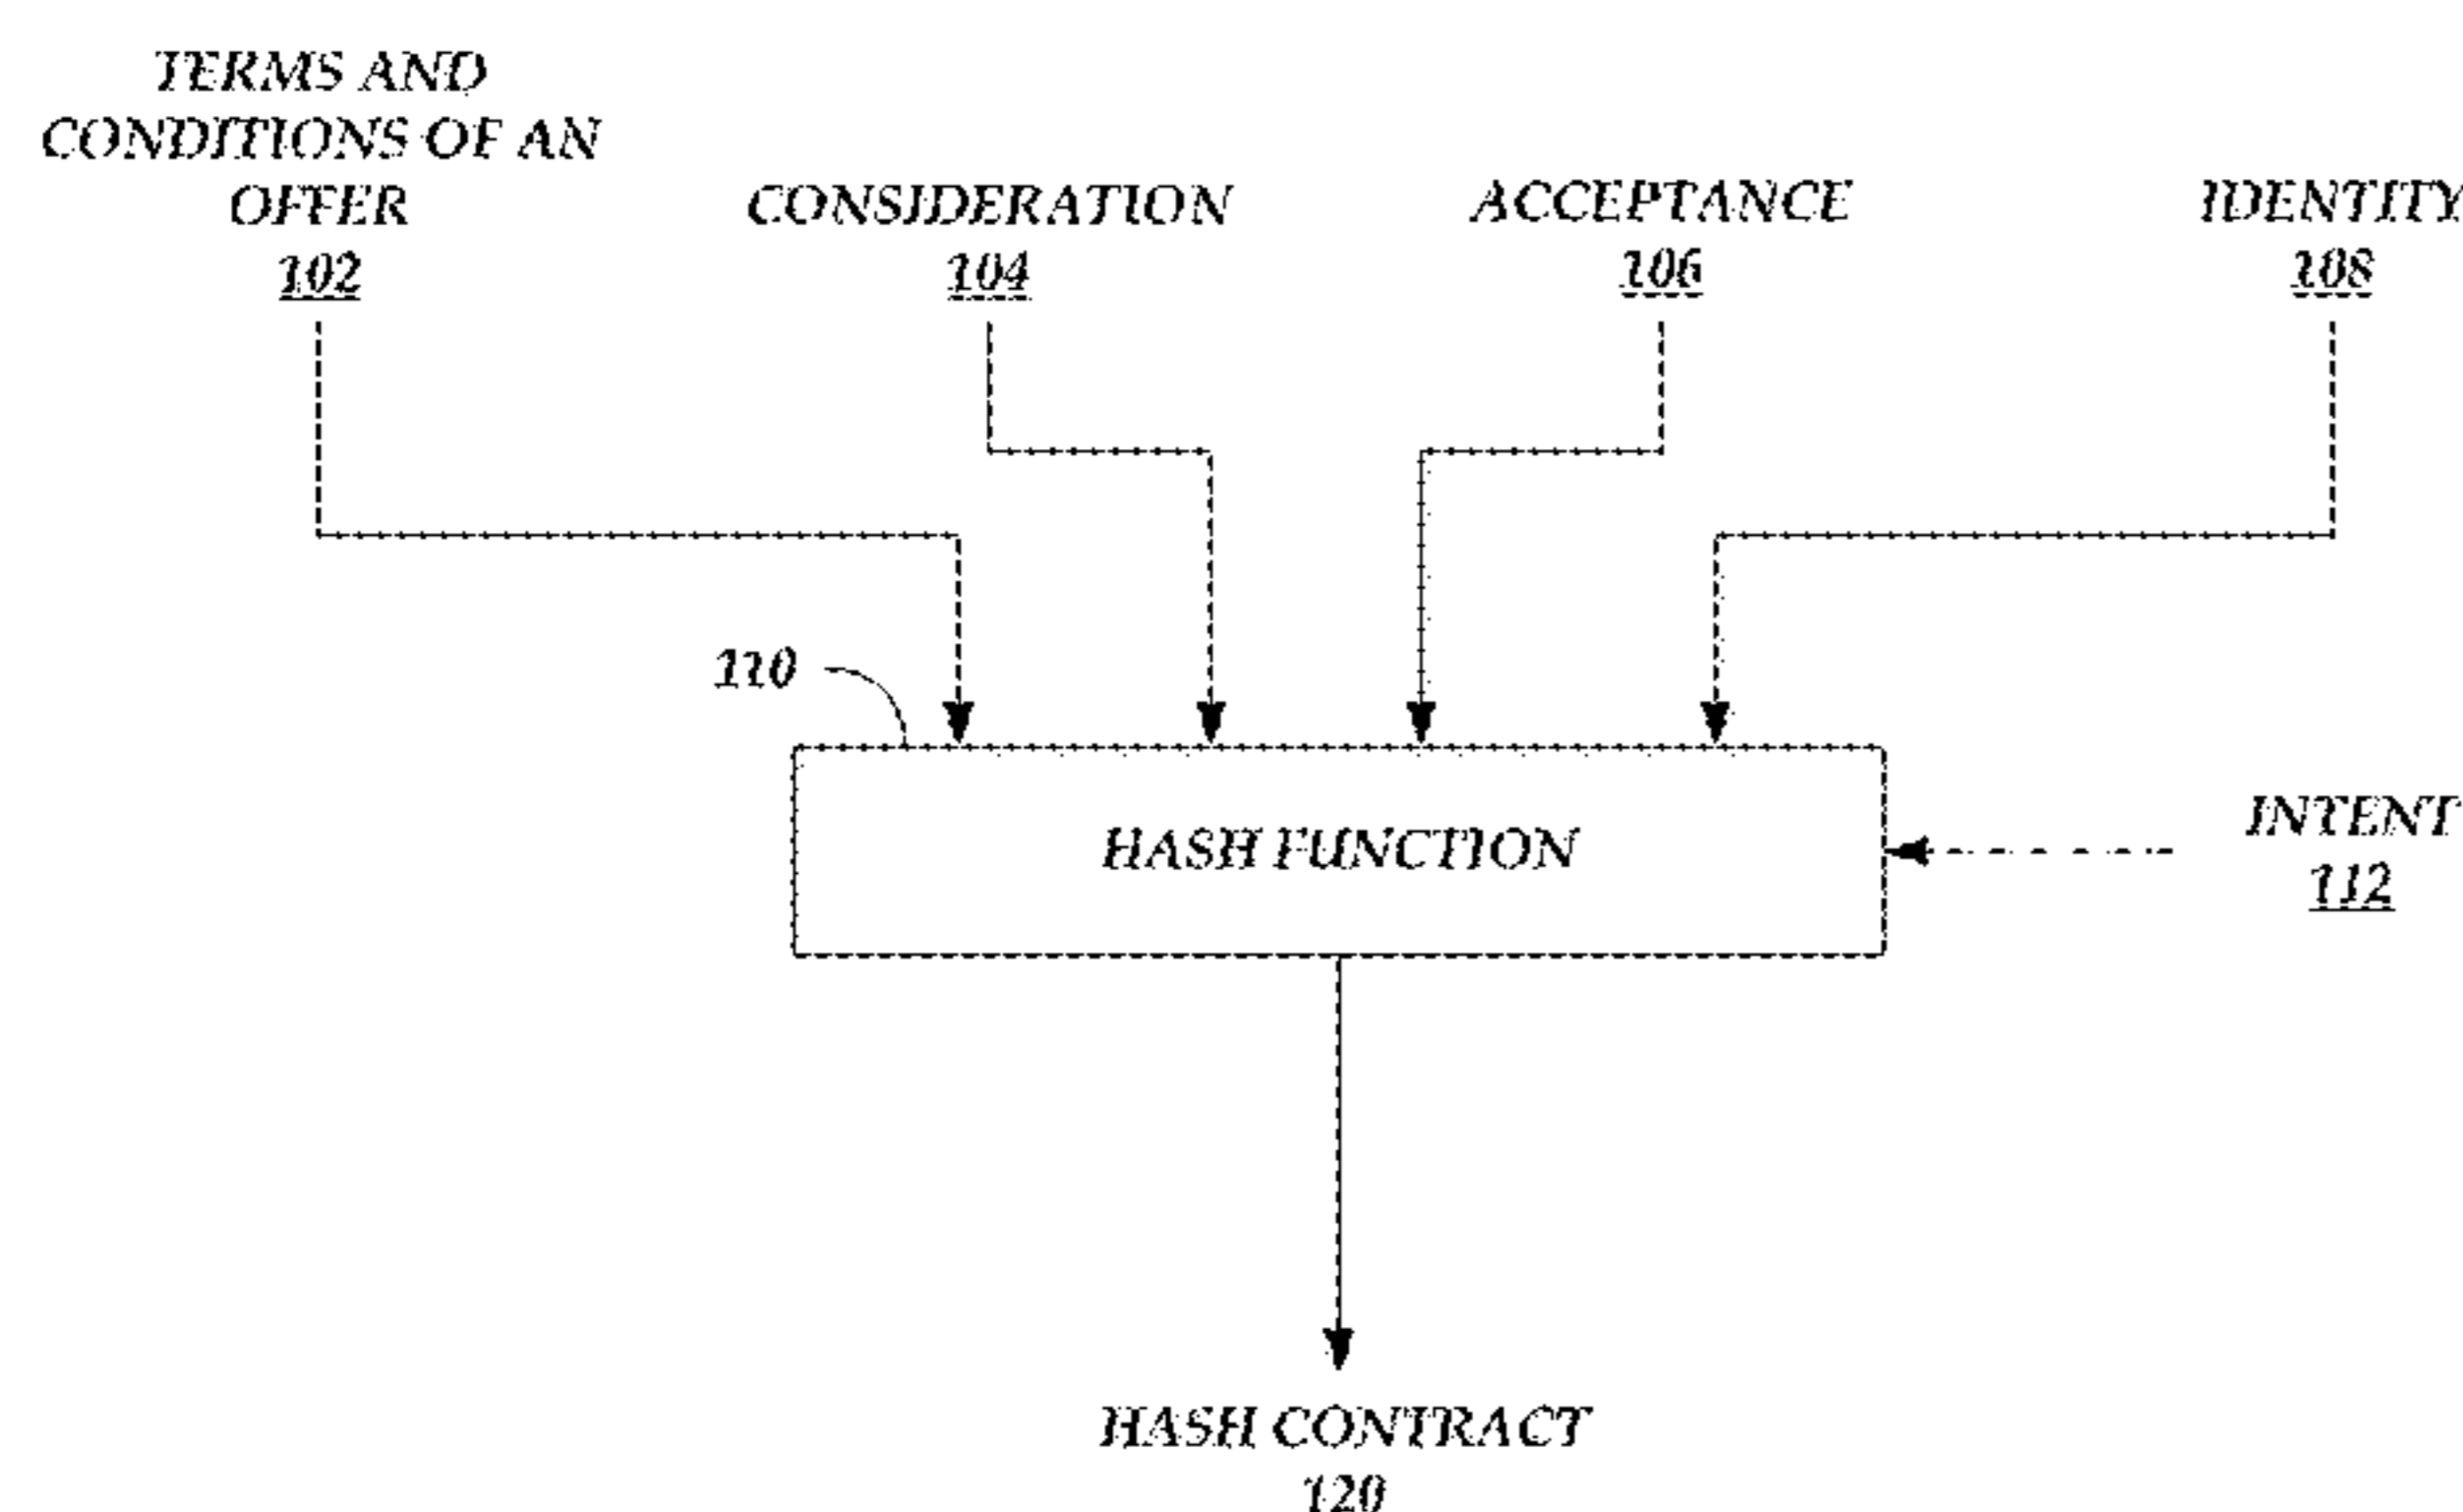 TERMS AND
CONDITIONS OF AN
OFFER
102
CONSIDERATION
104
ACCEPTANCE
106
IDENTITY
108
110
HASH FUNCTION
INTENT
112
HASH CONTRACT
120